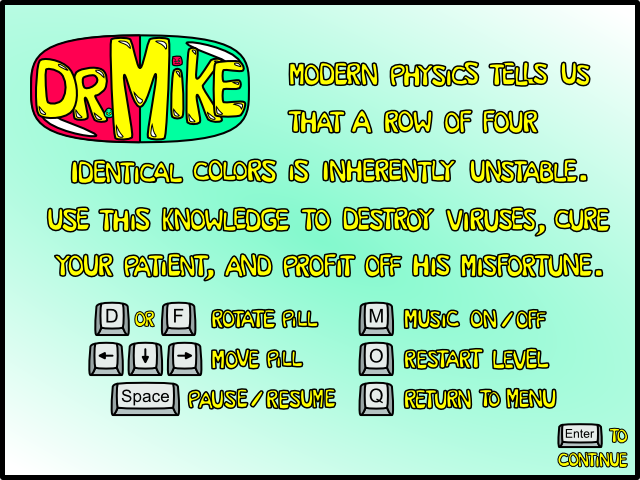 DR. MIKE
MODERN PHYSICS TELLS US
THAT A ROW OF FOUR
IDENTICAL COLORS IS INHERENTLY UNSTABLE.
USE THIS KNOWLEDGE TO DESTROY VIRUSES, CURE
YOUR PATIENT, AND PROFIT OFF HIS MISFORTUNE.
D OR F ROTATE PILL
← ↓ → MOVE PILL
Space PAUSE/RESUME
M MUSIC ON/OFF
O RESTART LEVEL
Q RETURN TO MENU
Enter TO
CONTINUE